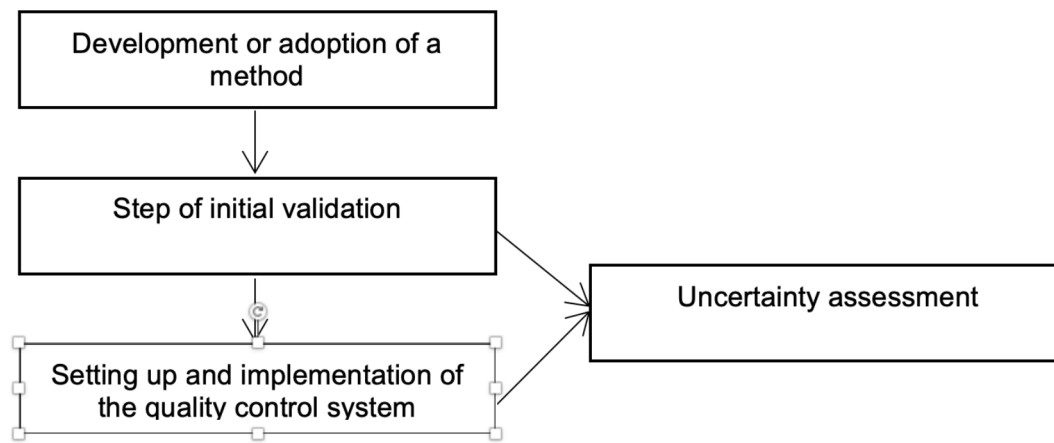 Development or adoption of a
method
Step of initial validation
Uncertainty assessment
Setting up and implementation of
the quality control system